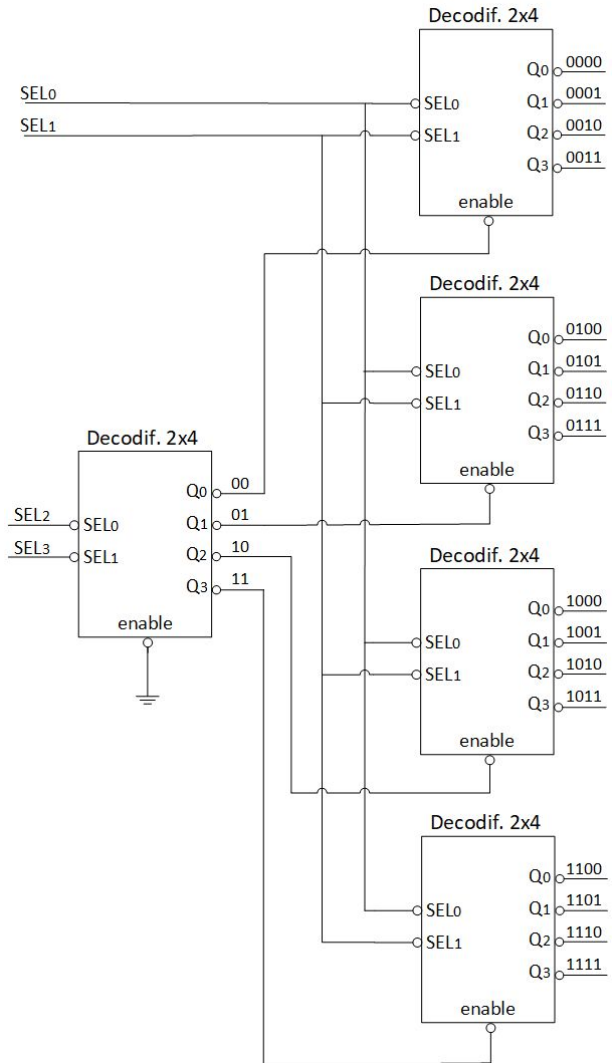 Decodif. 2x4
Q0 0000
SEL0 SEL0 Q1 0001
SEL1 SEL1 Q2 0010
Q3 0011
enable
Decodif. 2x4
Q0 0100
SEL0 Q1 0101
SEL1 Q2 0110
Q3 0111
enable
Decodif. 2x4
Q0 00
SEL2 SEL0 Q1 01
SEL3 SEL1 Q2 10
Q3 11
enable
Decodif. 2x4
Q0 1000
SEL0 Q1 1001
SEL1 Q2 1010
Q3 1011
enable
Decodif. 2x4
Q0 1100
SEL0 Q1 1101
SEL1 Q2 1110
Q3 1111
enable